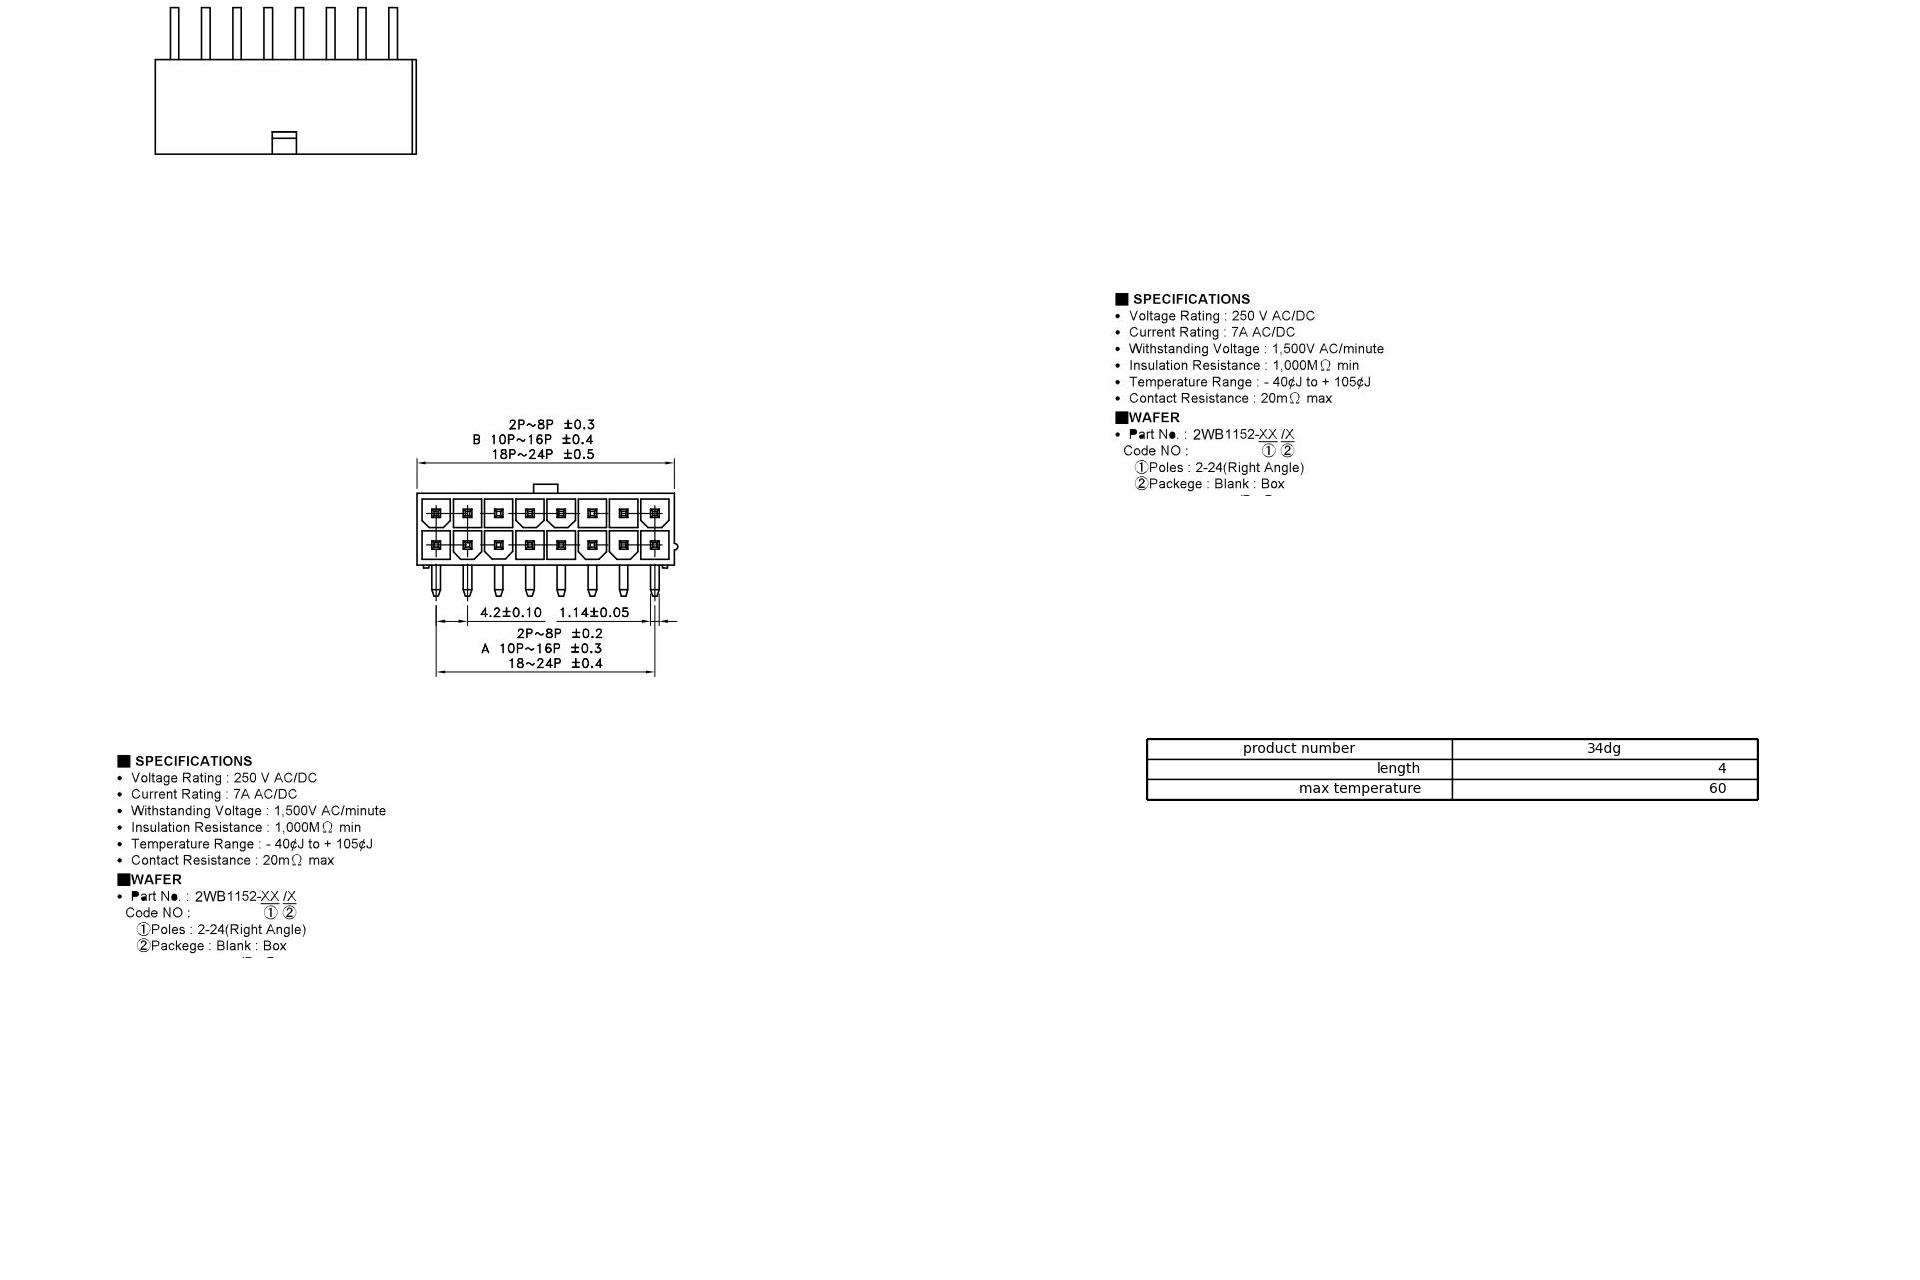 ■ SPECIFICATIONS
• Voltage Rating : 250 V AC/DC
• Current Rating : 7A AC/DC
• Withstanding Voltage : 1,500V AC/minute
• Insulation Resistance : 1,000MΩ min
• Temperature Range : - 40¢J to + 105¢J
• Contact Resistance : 20mΩ max
■WAFER
• Part No. : 2WB1152-XX /X
Code NO : ① ②
①Poles : 2-24(Right Angle)
②Packege : Blank : Box
2P~8P ±0.3
B 10P~16P ±0.4
18P~24P ±0.5
4.2±0.10 1.14±0.05
2P~8P ±0.2
A 10P~16P ±0.3
18~24P ±0.4
product number 34dg
length 4
max temperature 60
■ SPECIFICATIONS
• Voltage Rating : 250 V AC/DC
• Current Rating : 7A AC/DC
• Withstanding Voltage : 1,500V AC/minute
• Insulation Resistance : 1,000MΩ min
• Temperature Range : - 40¢J to + 105¢J
• Contact Resistance : 20mΩ max
■WAFER
• Part No. : 2WB1152-XX /X
Code NO : ① ②
①Poles : 2-24(Right Angle)
②Packege : Blank : Box